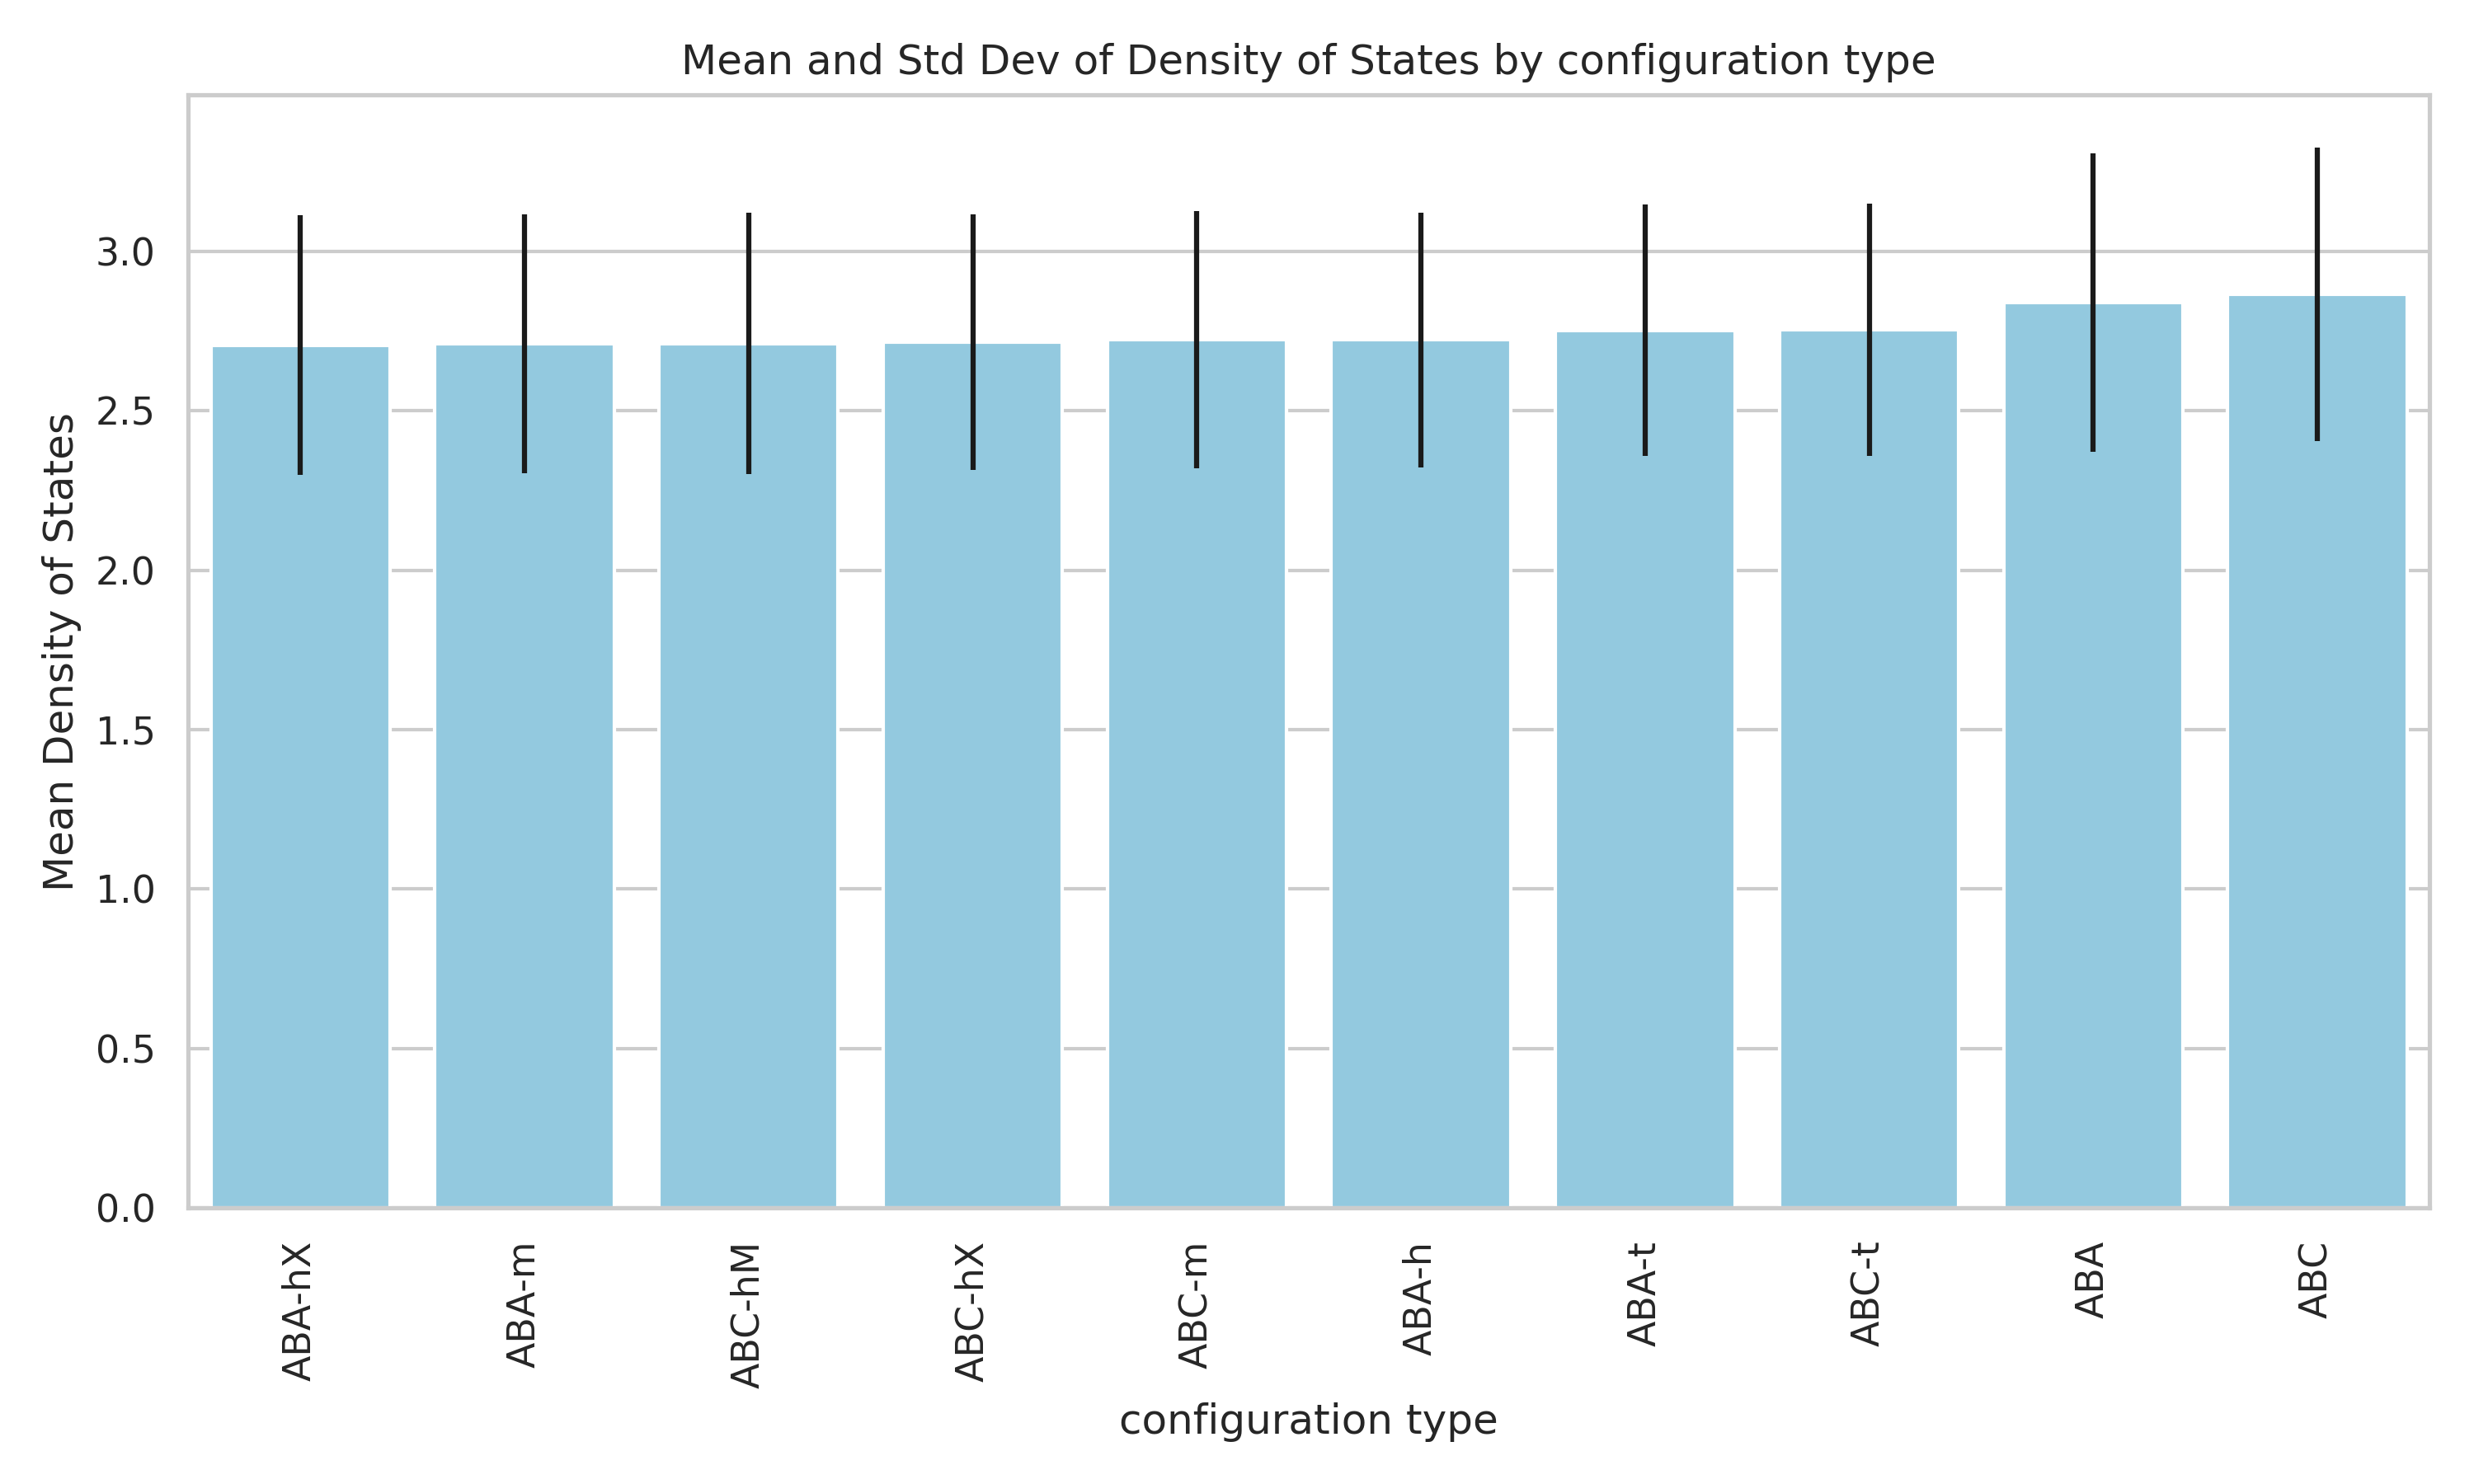 Mean and Std Dev of Density of States by configuration type
Mean Density of States
3.0
2.5
2.0
1.5
1.0
0.5
0.0
ABA-hX
ABA-m
ABC-hM
ABC-hX
ABC-m
ABA-h
ABA-t
ABC-t
ABA
ABC
configuration type